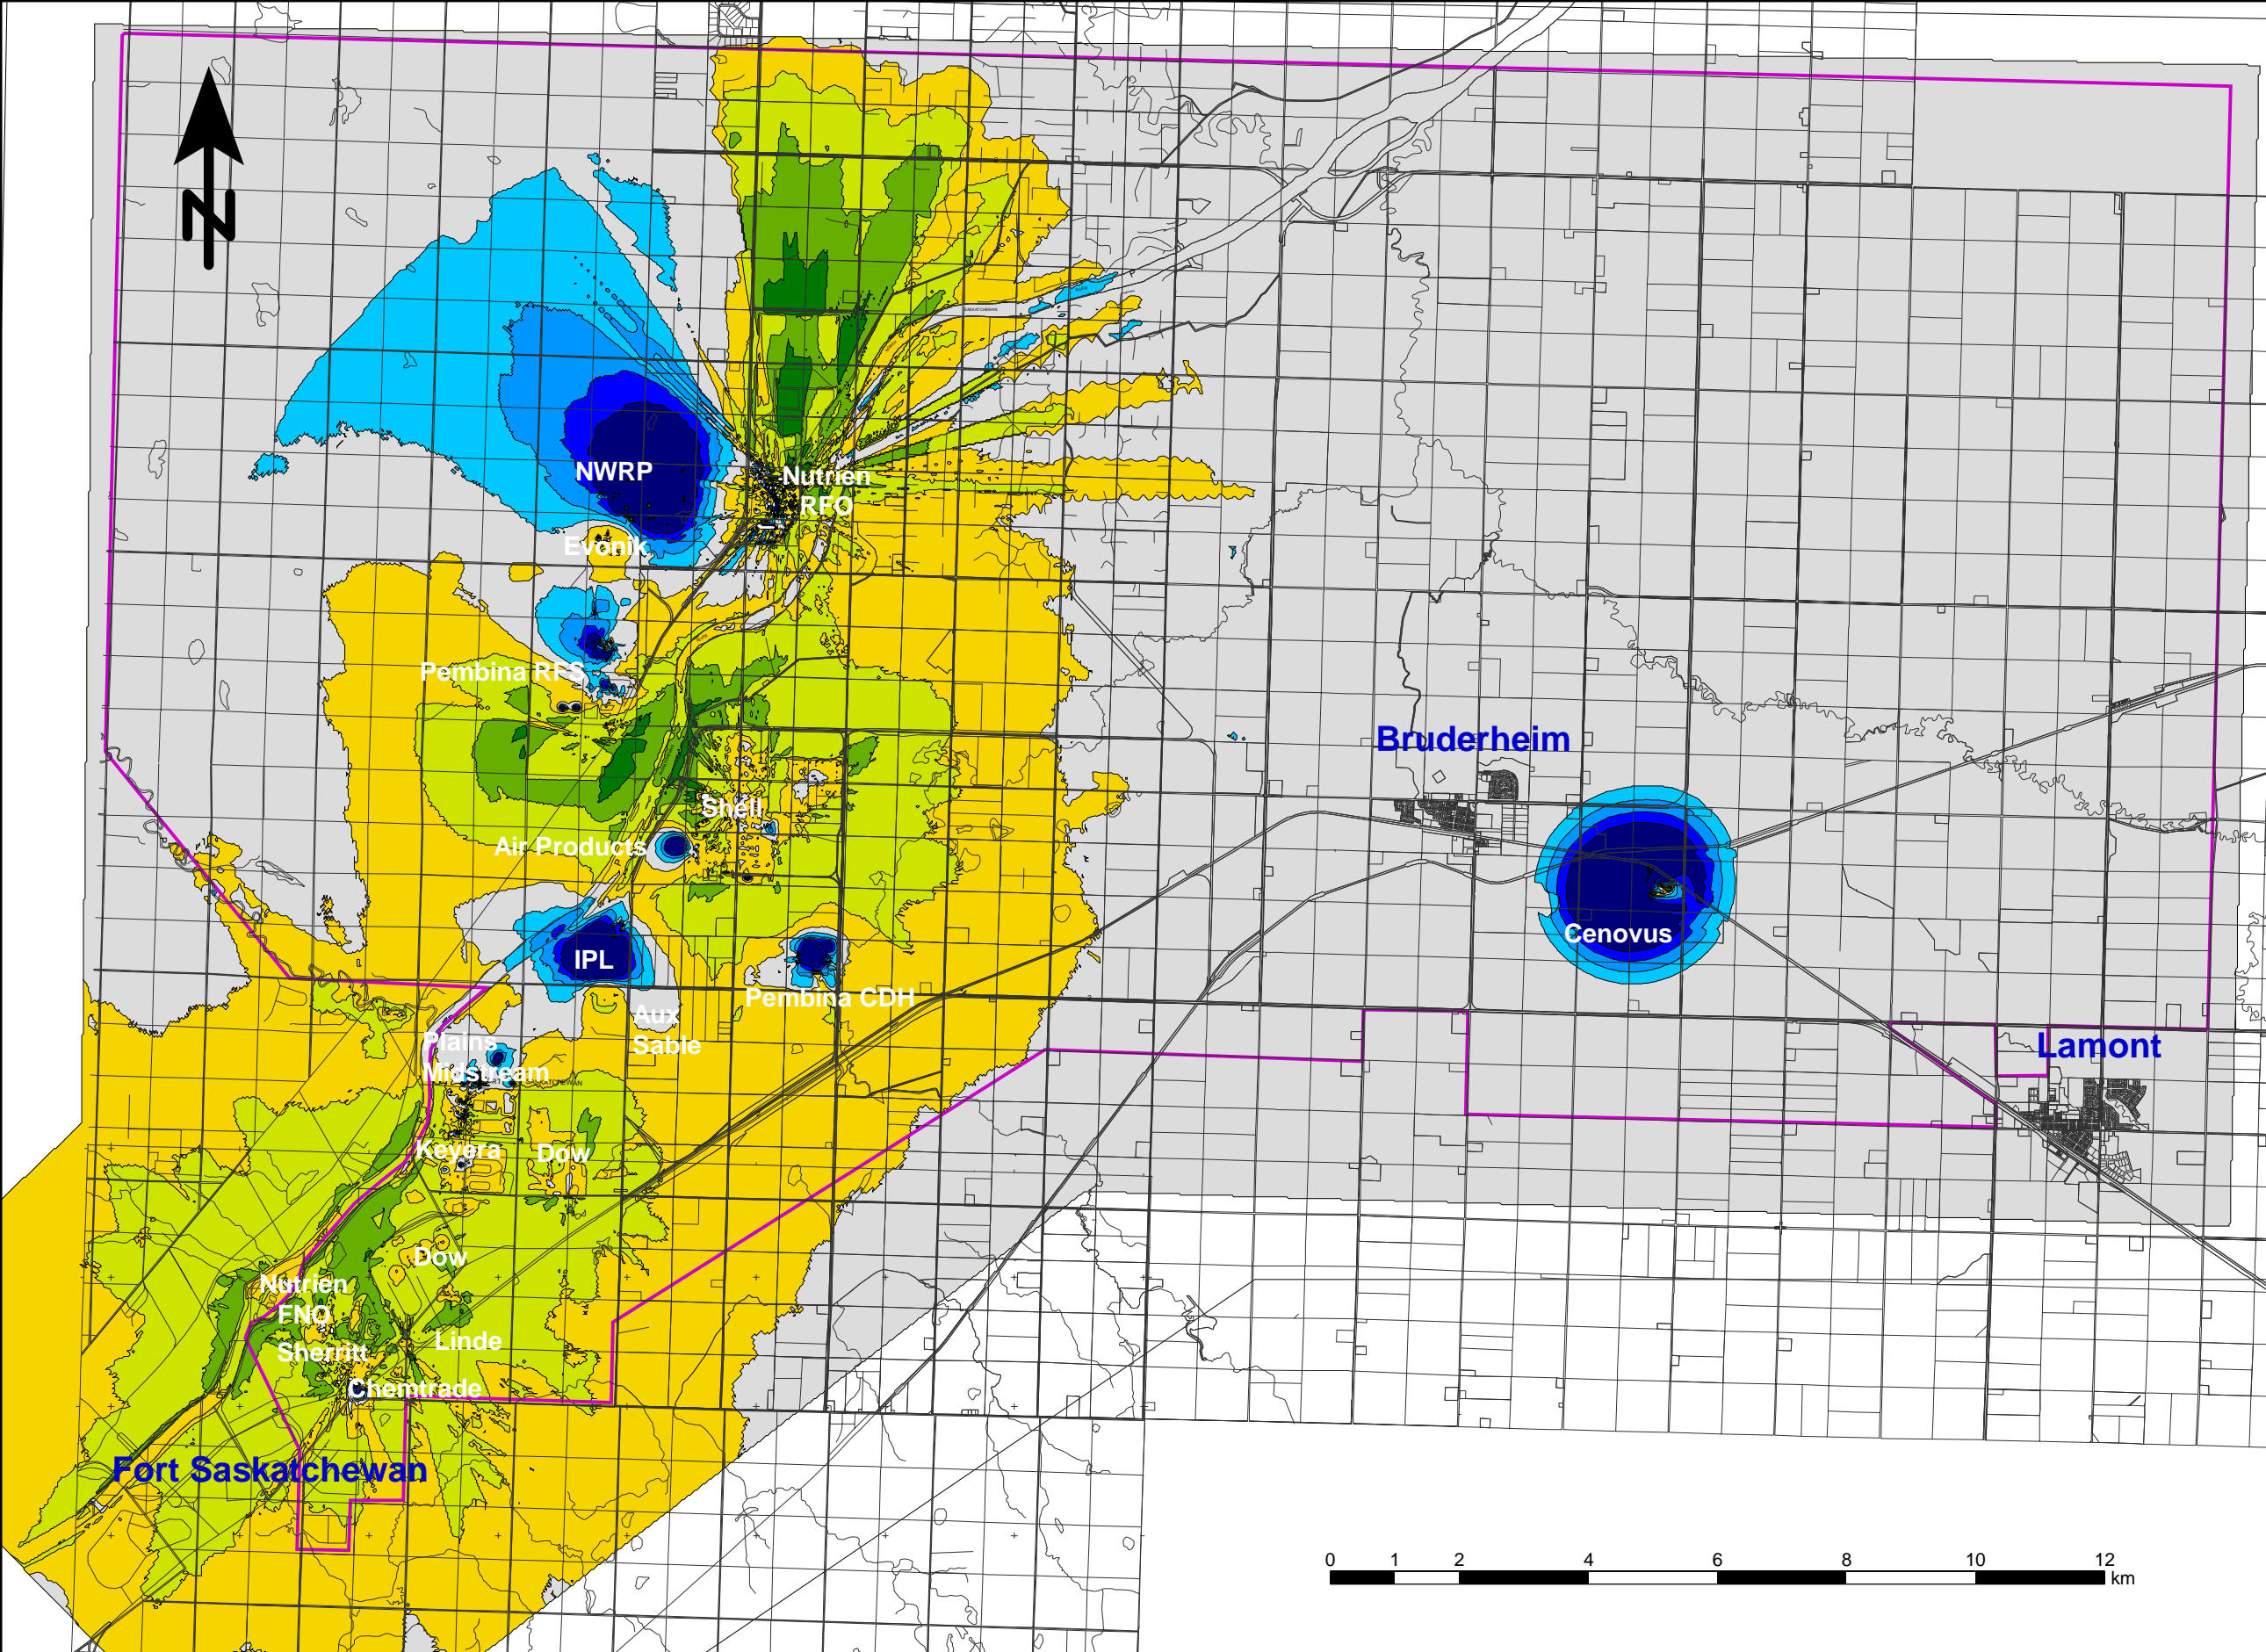 N
NWRP
Nutrien
RFO
Evonik
Pembina RFS
Bruderheim
Shell
Air Products
Cenovus
IPL
Pembina CDH
Aux
Sable
Plains
Midstream
Lamont
Keyera
Dow
Dow
Nutrien
FNO
Sherritt
Linde
Chemtrade
Fort Saskatchewan
0 1 2 4 6 8 10 12
km